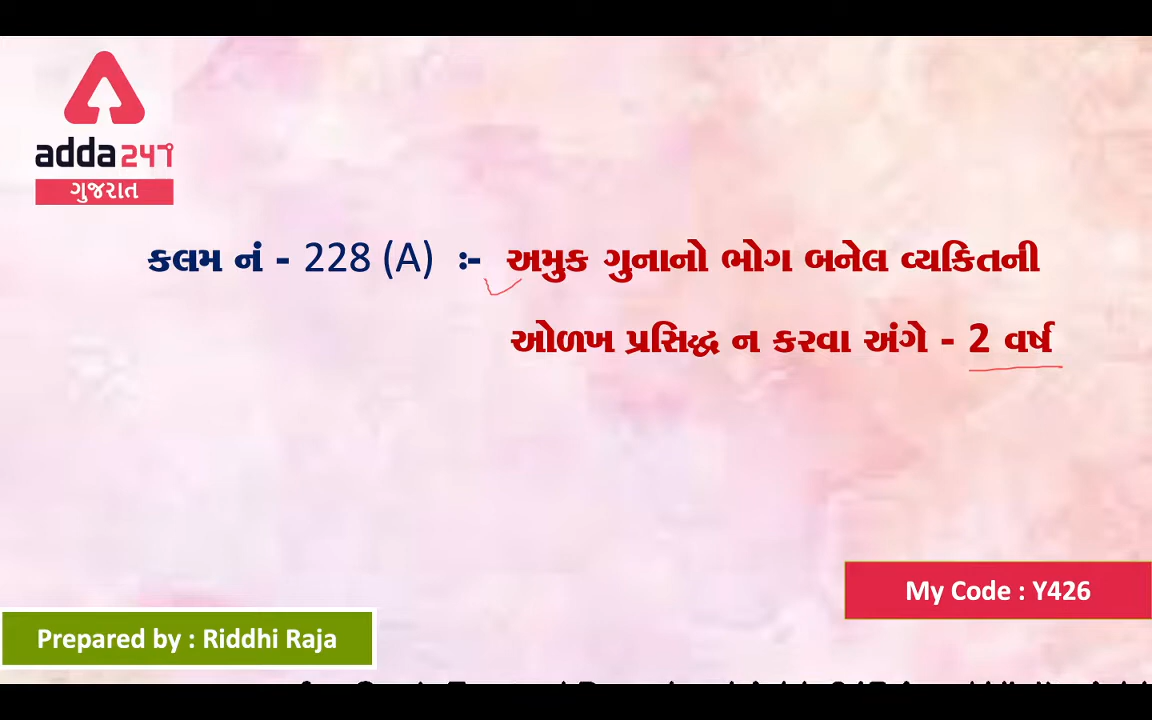 adda247
ગુજરાત
કલમ નં - 228 (A) :- અમુક ગુનાનો ભોગ બનેલ વ્યકિતની
ઓળખ પ્રસિદ્ધ ન કરવા અંગે - 2 વર્ષ
My Code : Y426
Prepared by : Riddhi Raja